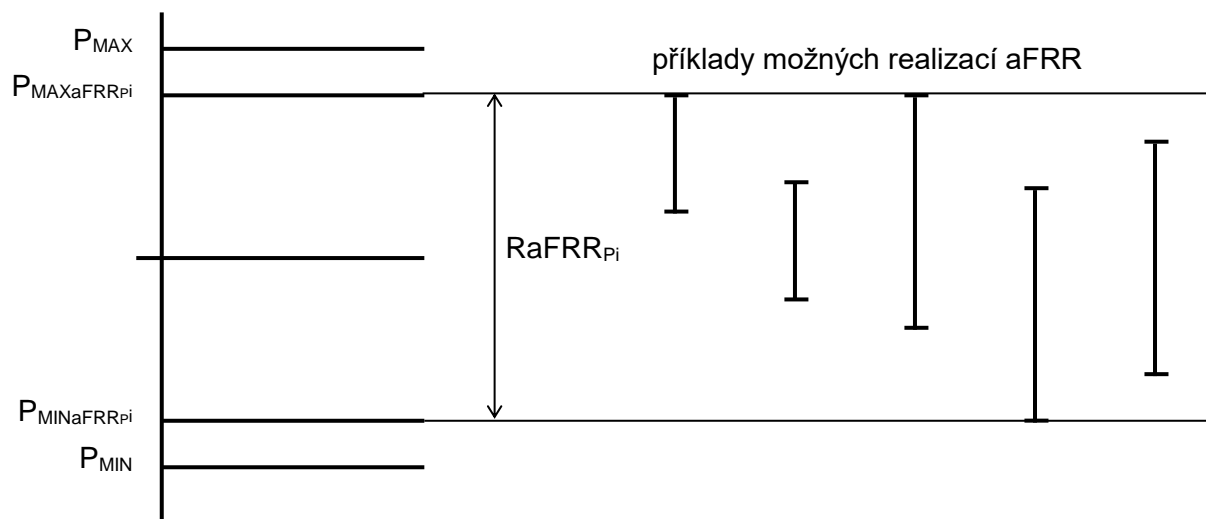 PMAX
příklady možných realizací aFRR
PMAXaFRRPi
RaFRRPi
PMINaFRRPi
PMIN